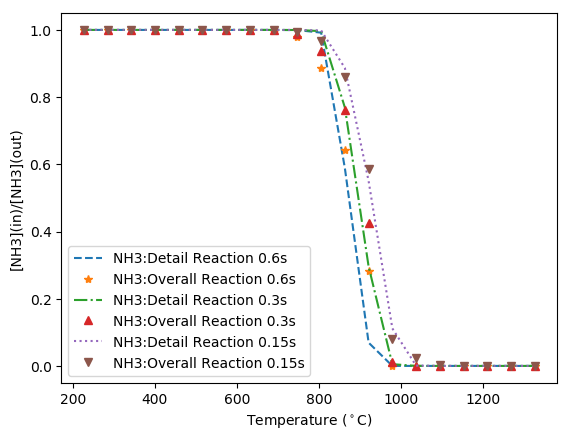 1.0
0.8
0.6
0.4
0.2
0.0
[NH3](in)/[NH3](out)
NH3:Detail Reaction 0.6s
NH3:Overall Reaction 0.6s
NH3:Detail Reaction 0.3s
NH3:Overall Reaction 0.3s
NH3:Detail Reaction 0.15s
NH3:Overall Reaction 0.15s
200 400 600 800 1000 1200
Temperature (°C)